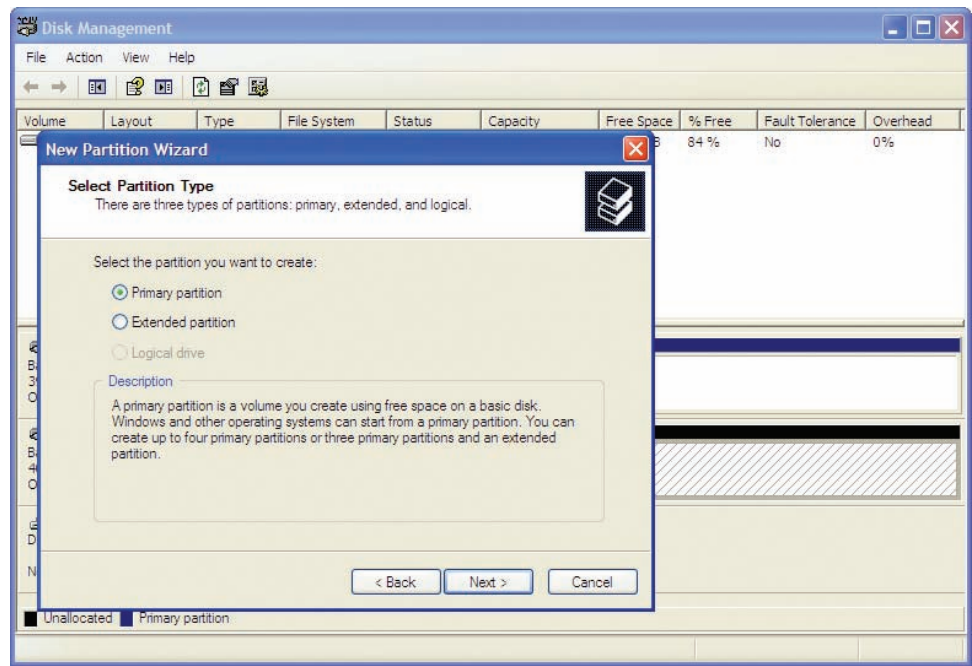 Disk Management
File Action View Help
Volume Layout Type File System Status Capacity Free Space % Free Fault Tolerance Overhead
84 % No 0%
New Partition Wizard
Select Partition Type
There are three types of partitions: primary, extended, and logical.
Select the partition you want to create:
Primary partition
Extended partition
Logical drive
Description
A primary partition is a volume you create using free space on a basic disk.
Windows and other operating systems can start from a primary partition. You can
create up to four primary partitions or three primary partitions and an extended
partition.
< Back Next > Cancel
Unallocated Primary partition